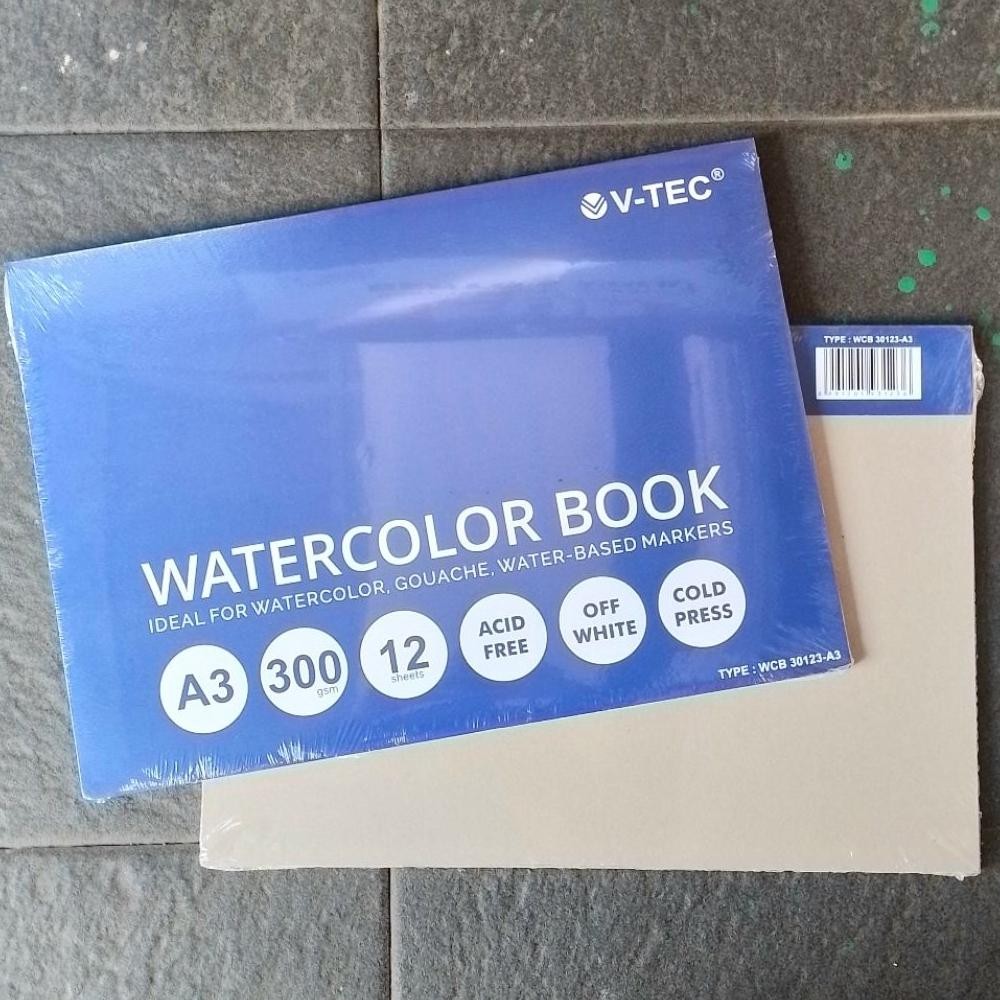 V-TEC®
WATERCOLOR BOOK
IDEAL FOR WATERCOLOR, GOUACHE, WATER-BASED MARKERS
A3
300
gsm
12
sheets
ACID
FREE
OFF
WHITE
COLD
PRESS
TYPE : WCB 30123-A3
TYPE : WCB 30123-A3